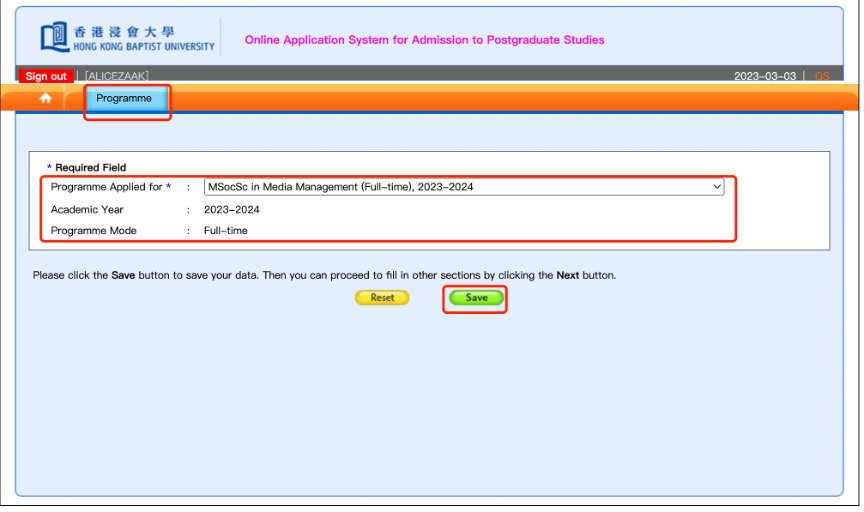 香港浸會大學
HONG KONG BAPTIST UNIVERSITY
Online Application System for Admission to Postgraduate Studies
Sign out | [ALICEZAAK] 2023-03-03 | GS
Programme
* Required Field
Programme Applied for * : MSocSc in Media Management (Full-time), 2023-2024
Academic Year : 2023-2024
Programme Mode : Full-time
Please click the Save button to save your data. Then you can proceed to fill in other sections by clicking the Next button.
Reset Save